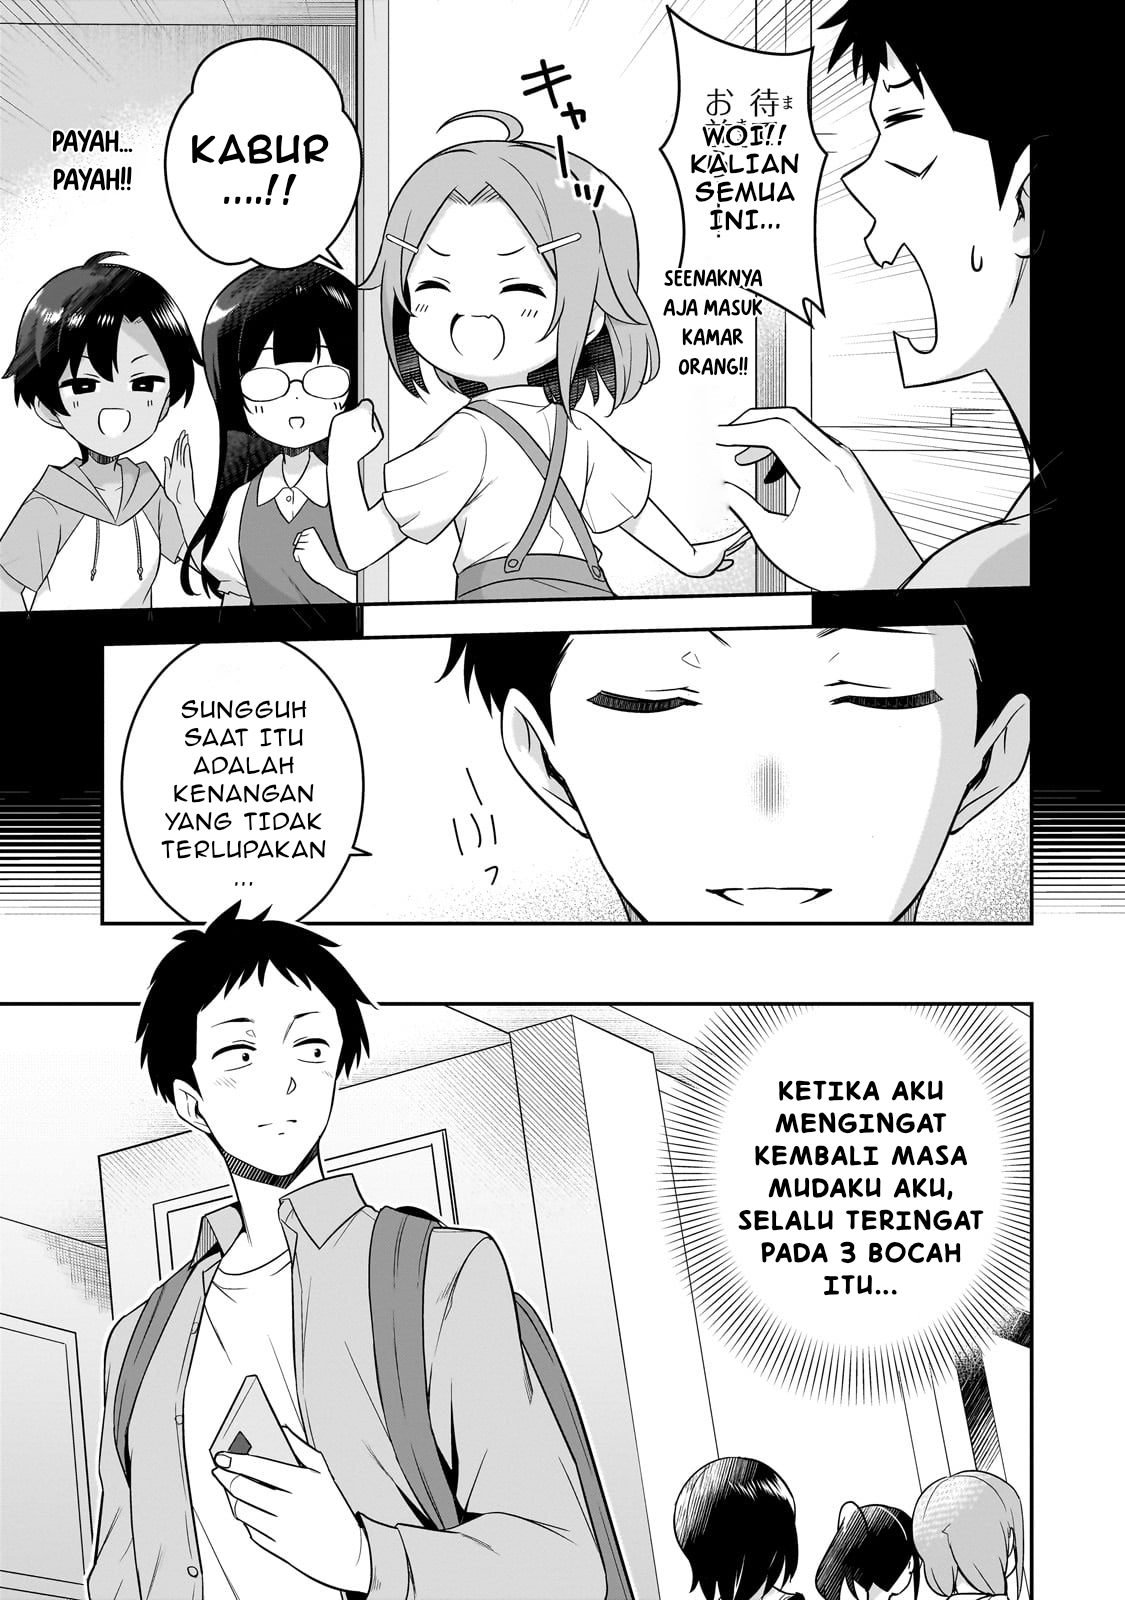 お待ま
WOI!!
KALIAN
SEMUA
INI...
SEENAKNYA
AJA MASUK
KAMAR
ORANG!!
キャーッ
KABUR
....!!
PAYAH...
PAYAH!!
SUNGGUH
SAAT ITU
ADALAH
KENANGAN
YANG TIDAK
TERLUPAKAN
...
KETIKA AKU
MENGINGAT
KEMBALI MASA
MUDAKU AKU,
SELALU TERINGAT
PADA 3 BOCAH
ITU...